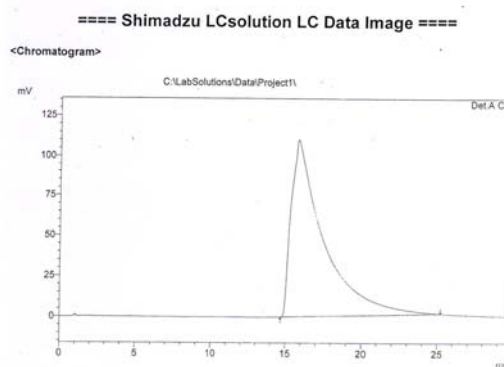 ==== Shimadzu LCsolution LC Data Image ====
<Chromatogram>
C:\LabSolutions\Data\Project1\
mV
Det.A C
125
100
75
50
25
0
0 5 10 15 20 25